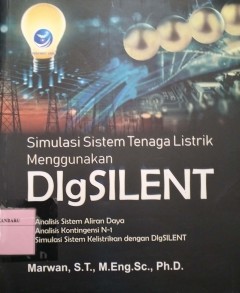 Simulasi Sistem Tenaga Listrik
Menggunakan
DIgSILENT
Analisis Sistem Aliran Daya
Analisis Kontingensi N-1
Simulasi Sistem Kelistrikan dengan DIgSILENT
Marwan, S.T., M.Eng.Sc., Ph.D.